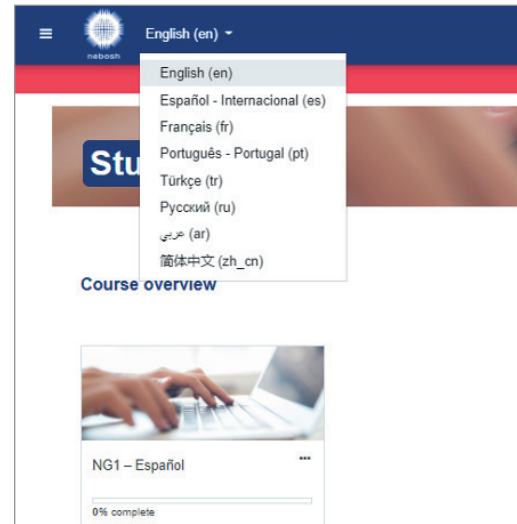 nebosh
English (en)
English (en)
Español - Internacional (es)
Français (fr)
Português - Portugal (pt)
Türkçe (tr)
Русский (ru)
عربي (ar)
简体中文 (zh_cn)
Stu
Course overview
NG1 – Español
...
0% complete